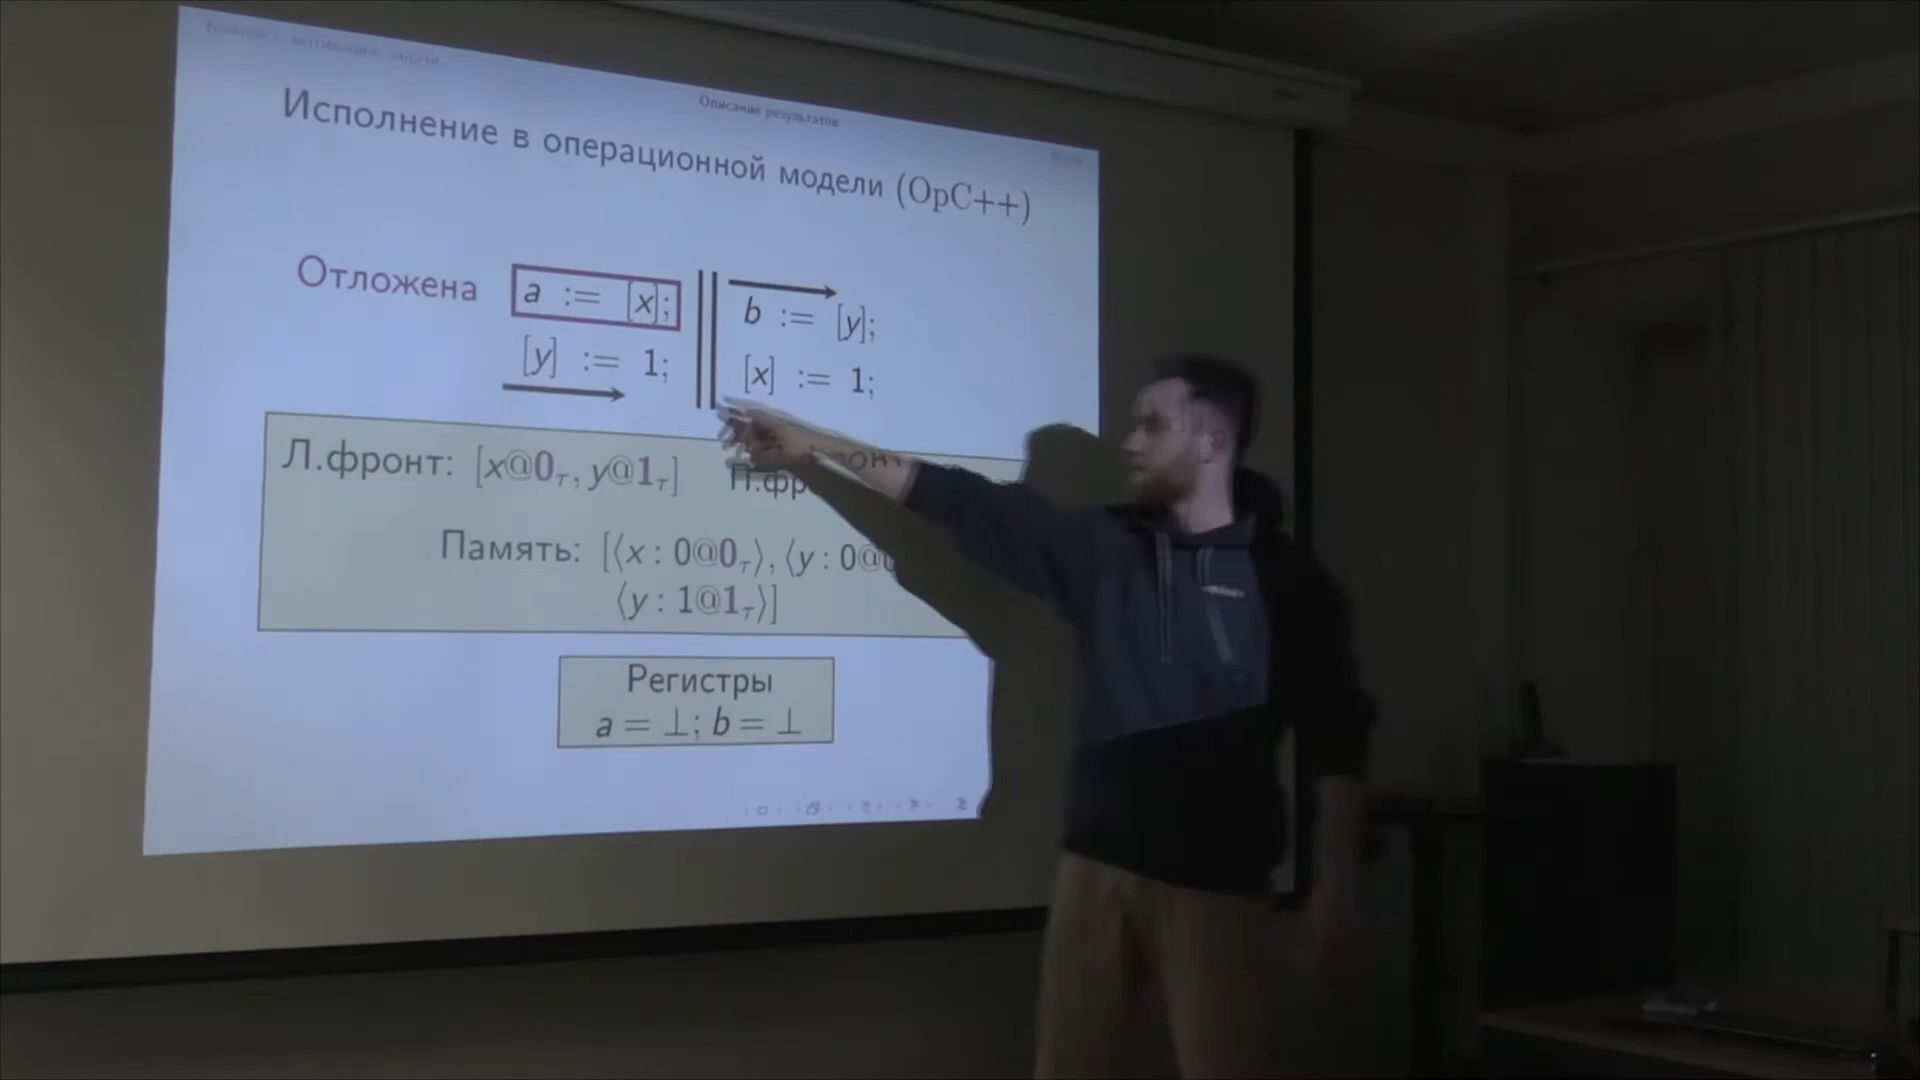 Описание результатов
Исполнение в операционной модели (OpC++)
Отложена a := [x]; b := [y];
[y] := 1; [x] := 1;
Л.фронт: [x@0τ, y@1τ]
Память: [⟨x : 0@0τ⟩, ⟨y : 0@
⟨y : 1@1τ⟩]
Регистры
a = ⊥; b = ⊥